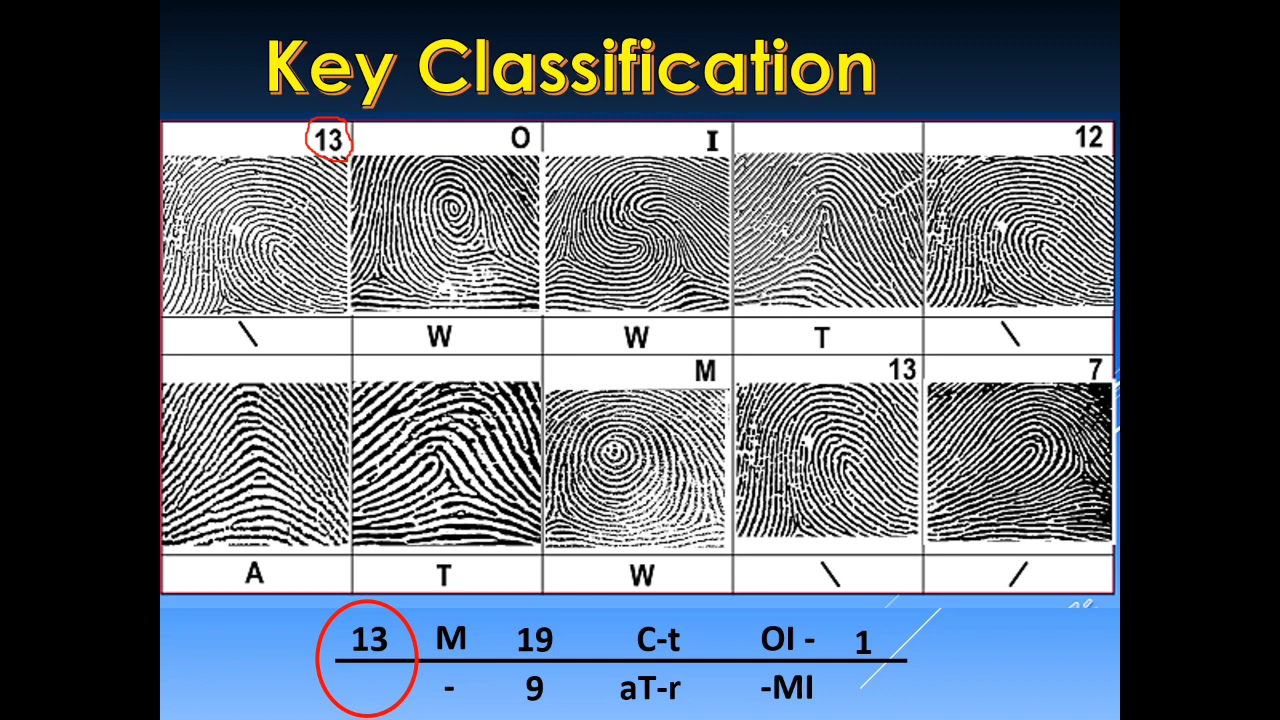 Key Classification
13 O I 12
\ W W T \
M 13 7
A T W \ /
13 M 19 C-t OI - 1
- 9 aT-r -MI